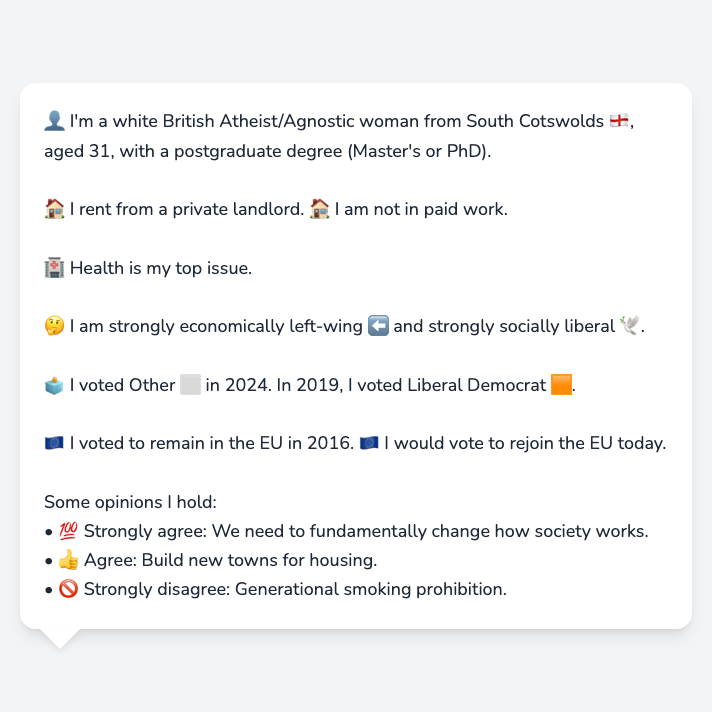 👤 I'm a white British Atheist/Agnostic woman from South Cotswolds 🏴󠁧󠁢󠁥󠁮󠁧󠁿,
aged 31, with a postgraduate degree (Master's or PhD).
🏠 I rent from a private landlord. 🏠 I am not in paid work.
🏥 Health is my top issue.
🤔 I am strongly economically left-wing ⬅️ and strongly socially liberal 🕊️.
🗳️ I voted Other ⬜ in 2024. In 2019, I voted Liberal Democrat 🟧.
🇪🇺 I voted to remain in the EU in 2016. 🇪🇺 I would vote to rejoin the EU today.
Some opinions I hold:
• 💯 Strongly agree: We need to fundamentally change how society works.
• 👍 Agree: Build new towns for housing.
• 🚫 Strongly disagree: Generational smoking prohibition.